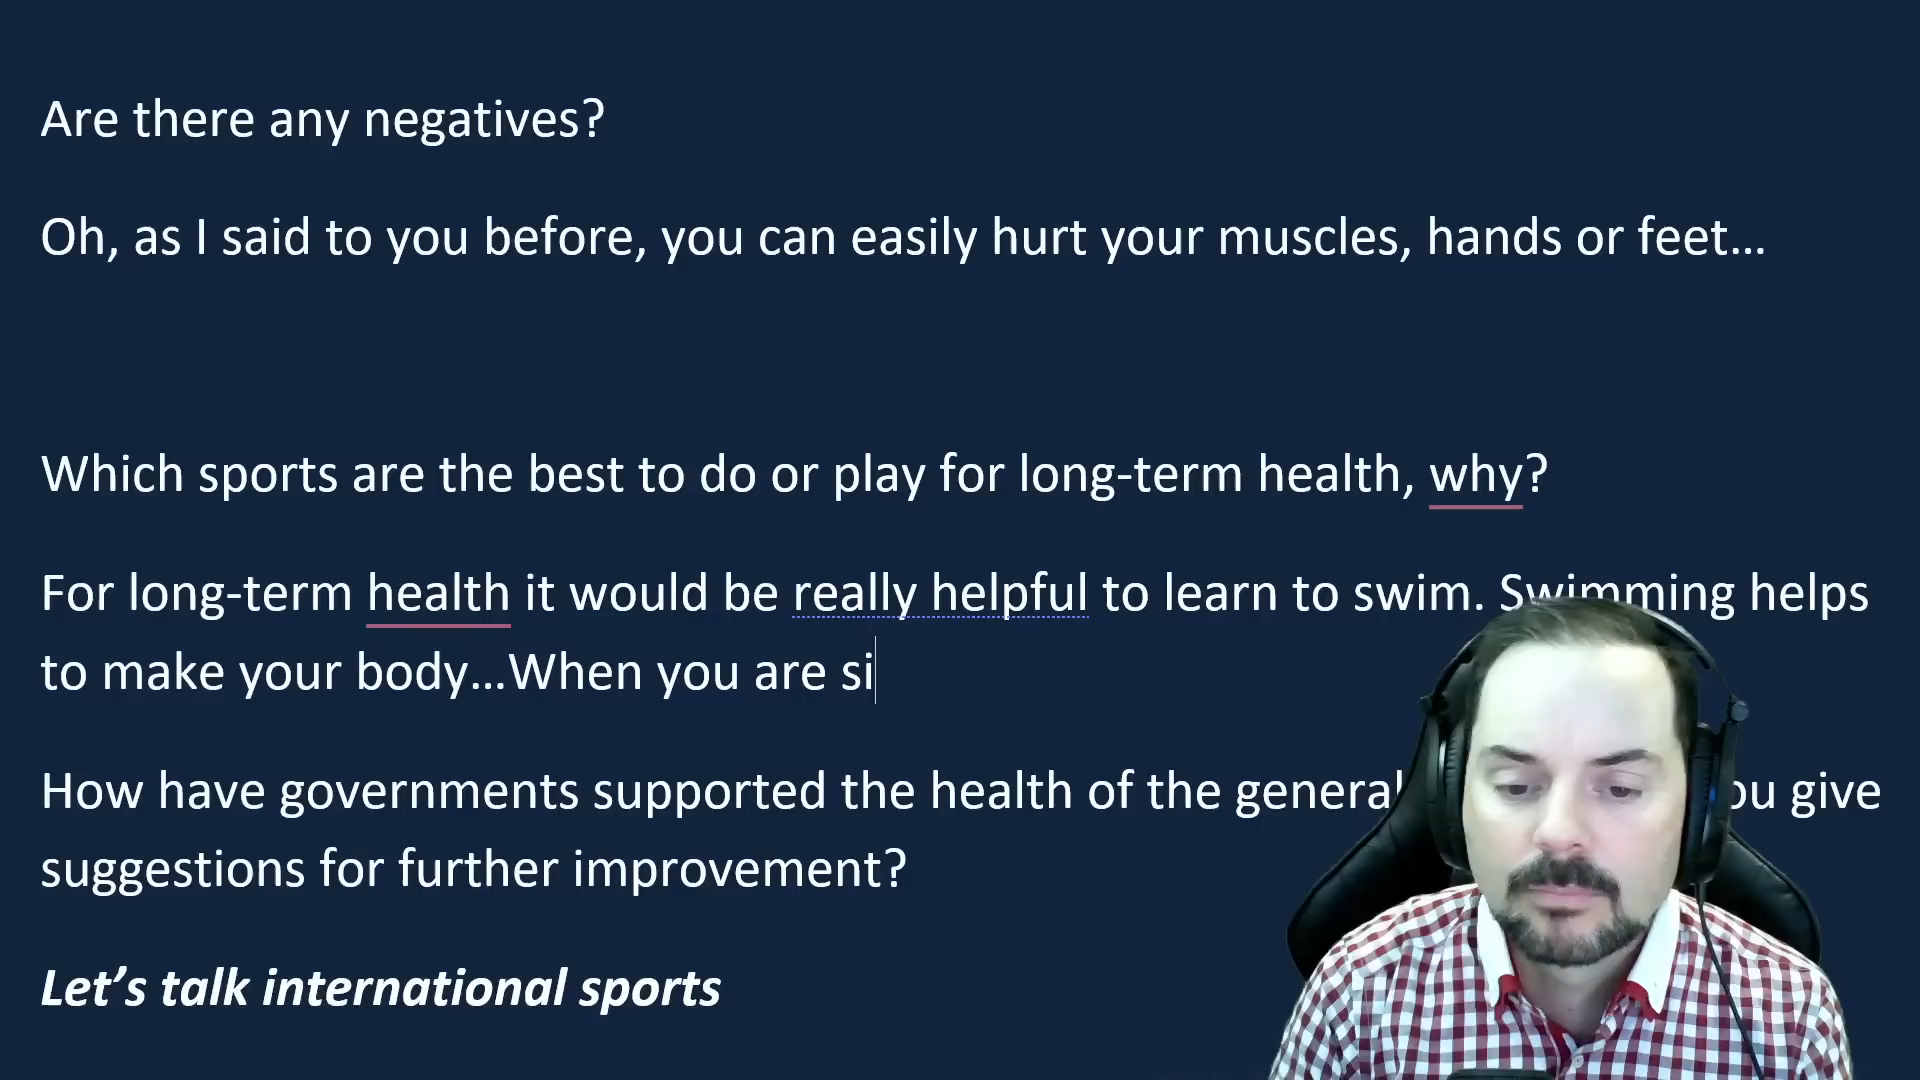 Are there any negatives?
Oh, as I said to you before, you can easily hurt your muscles, hands or feet...
Which sports are the best to do or play for long-term health, why?
For long-term health it would be really helpful to learn to swim. Swimming helps
to make your body...When you are si
How have governments supported the health of the general ou give
suggestions for further improvement?
Let’s talk international sports